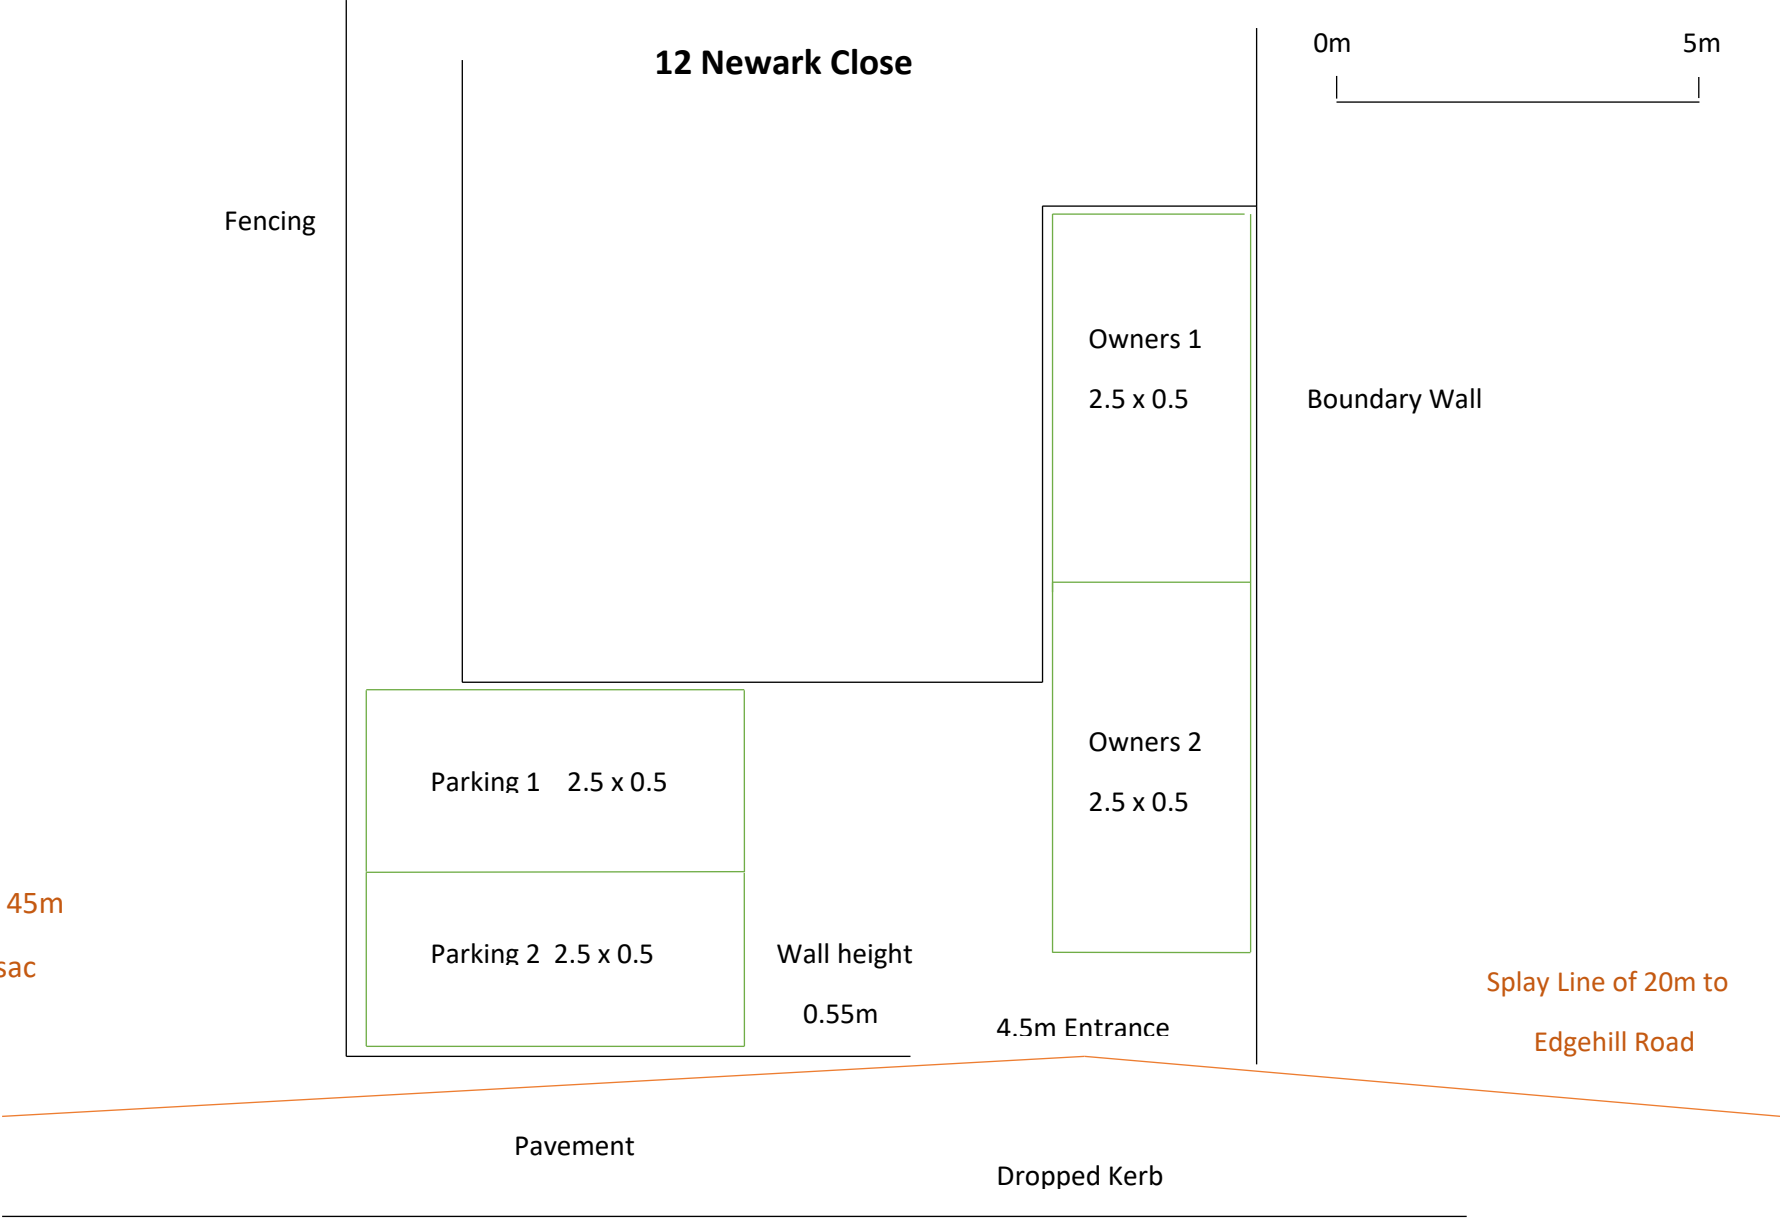 12 Newark Close
0m 5m
Fencing
Owners 1
2.5 x 0.5
Boundary Wall
Owners 2
2.5 x 0.5
Parking 1 2.5 x 0.5
Parking 2 2.5 x 0.5
Wall height
0.55m
45m
sac
4.5m Entrance
Splay Line of 20m to
Edgehill Road
Pavement
Dropped Kerb